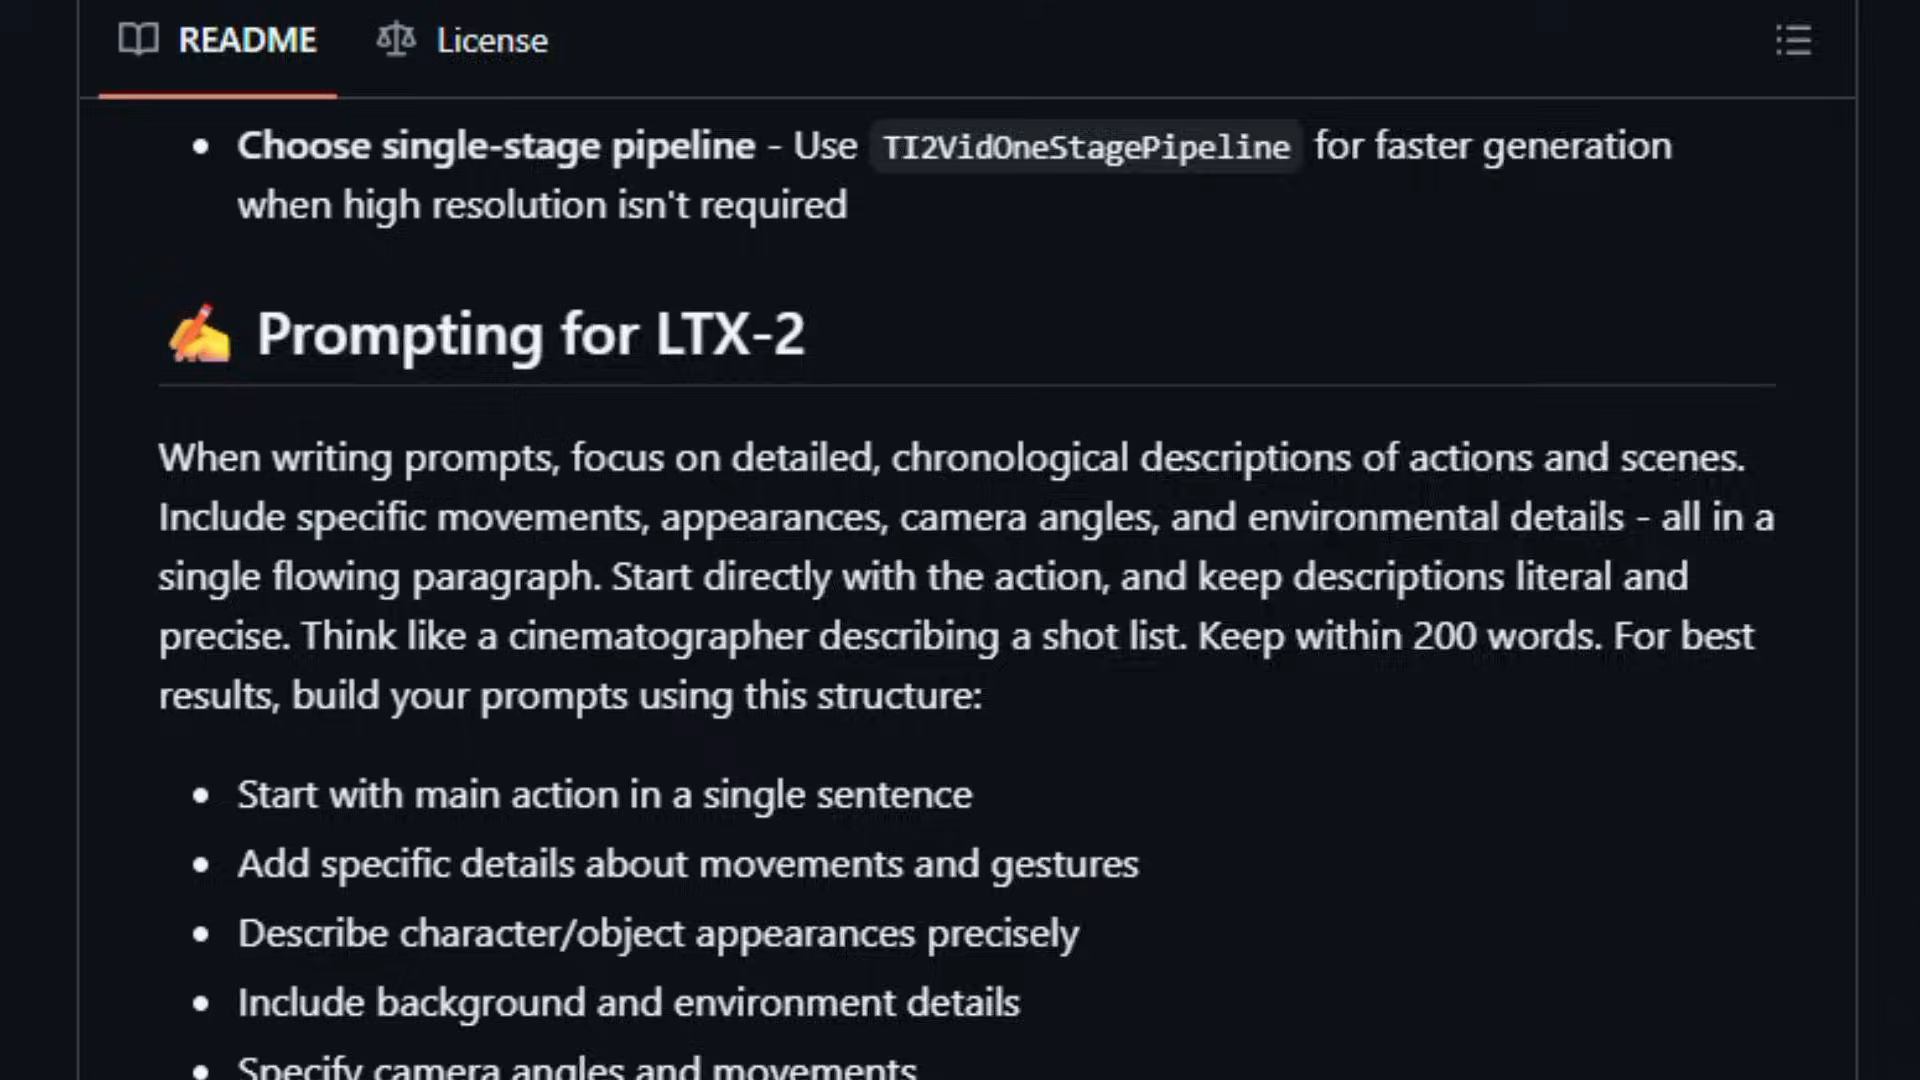 README License
Choose single-stage pipeline - Use TI2VidOneStagePipeline for faster generation
when high resolution isn't required
Prompting for LTX-2
When writing prompts, focus on detailed, chronological descriptions of actions and scenes.
Include specific movements, appearances, camera angles, and environmental details - all in a
single flowing paragraph. Start directly with the action, and keep descriptions literal and
precise. Think like a cinematographer describing a shot list. Keep within 200 words. For best
results, build your prompts using this structure:
Start with main action in a single sentence
Add specific details about movements and gestures
Describe character/object appearances precisely
Include background and environment details
Specify camera angles and movements